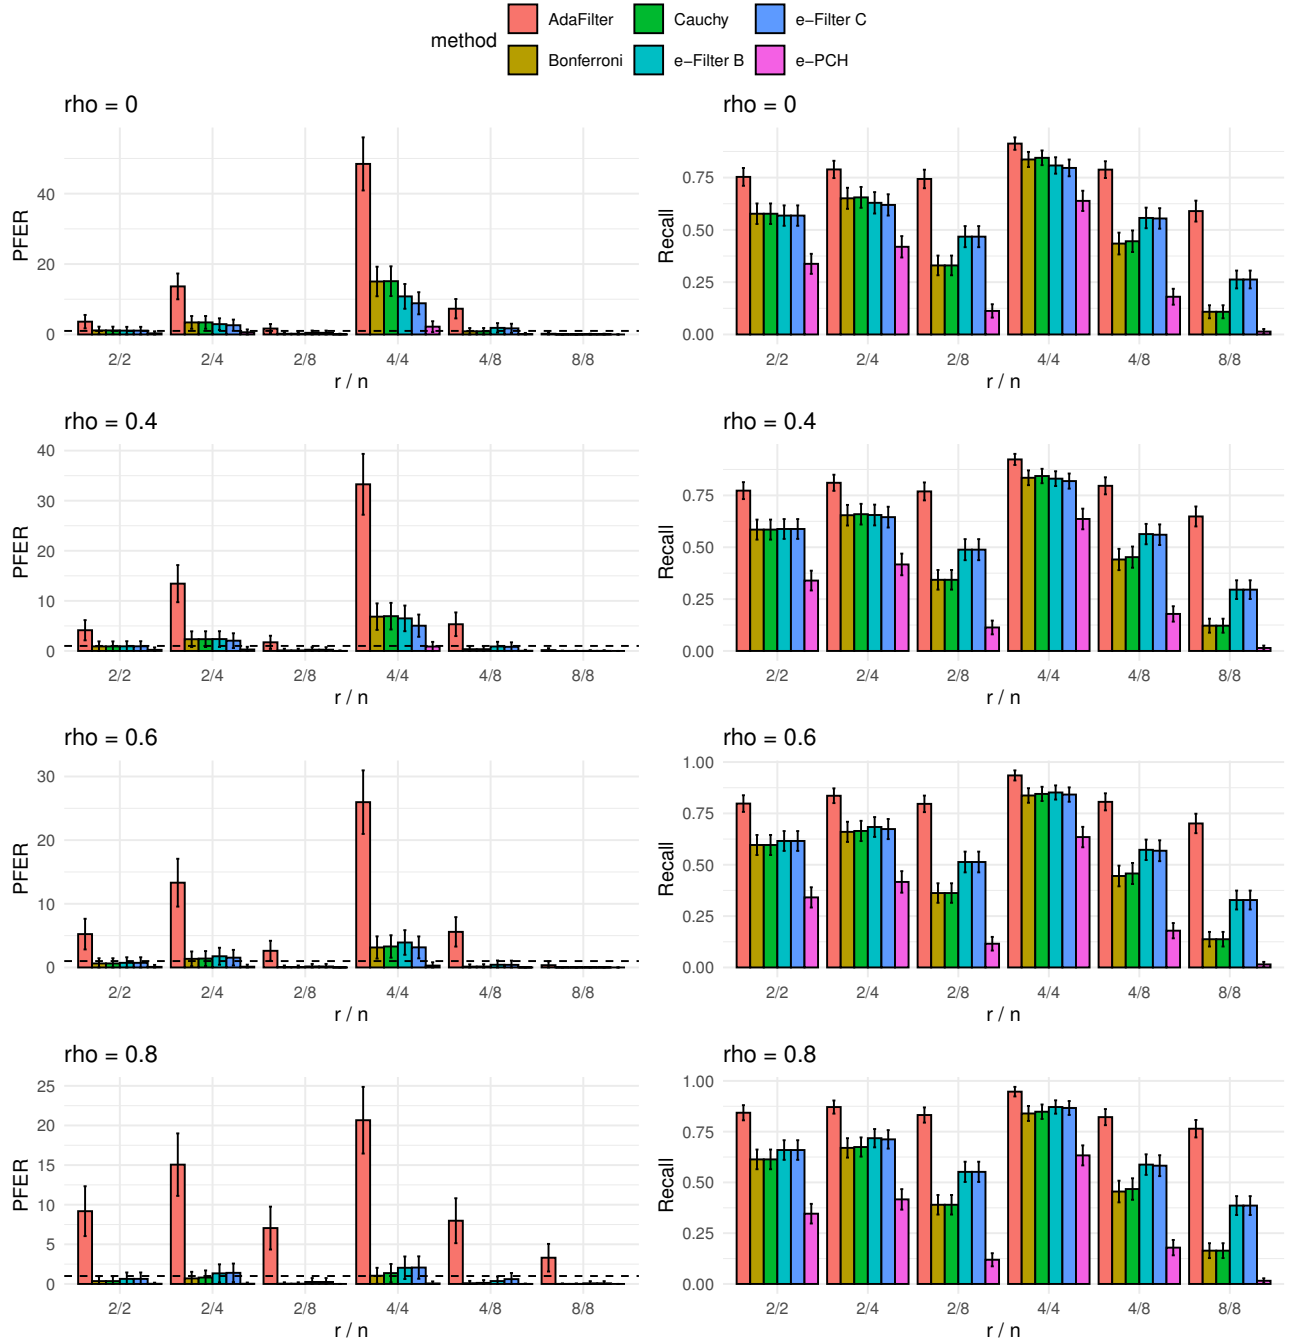 method
AdaFilter
Cauchy
e−Filter C
Bonferroni
e−Filter B
e−PCH
rho = 0
PFER
40
20
0
2/2 2/4 2/8 4/4 4/8 8/8
r / n
rho = 0
Recall
0.75
0.50
0.25
0.00
2/2 2/4 2/8 4/4 4/8 8/8
r / n
rho = 0.4
PFER
40
30
20
10
0
2/2 2/4 2/8 4/4 4/8 8/8
r / n
rho = 0.4
Recall
0.75
0.50
0.25
0.00
2/2 2/4 2/8 4/4 4/8 8/8
r / n
rho = 0.6
PFER
30
20
10
0
2/2 2/4 2/8 4/4 4/8 8/8
r / n
rho = 0.6
Recall
1.00
0.75
0.50
0.25
0.00
2/2 2/4 2/8 4/4 4/8 8/8
r / n
rho = 0.8
PFER
25
20
15
10
5
0
2/2 2/4 2/8 4/4 4/8 8/8
r / n
rho = 0.8
Recall
1.00
0.75
0.50
0.25
0.00
2/2 2/4 2/8 4/4 4/8 8/8
r / n